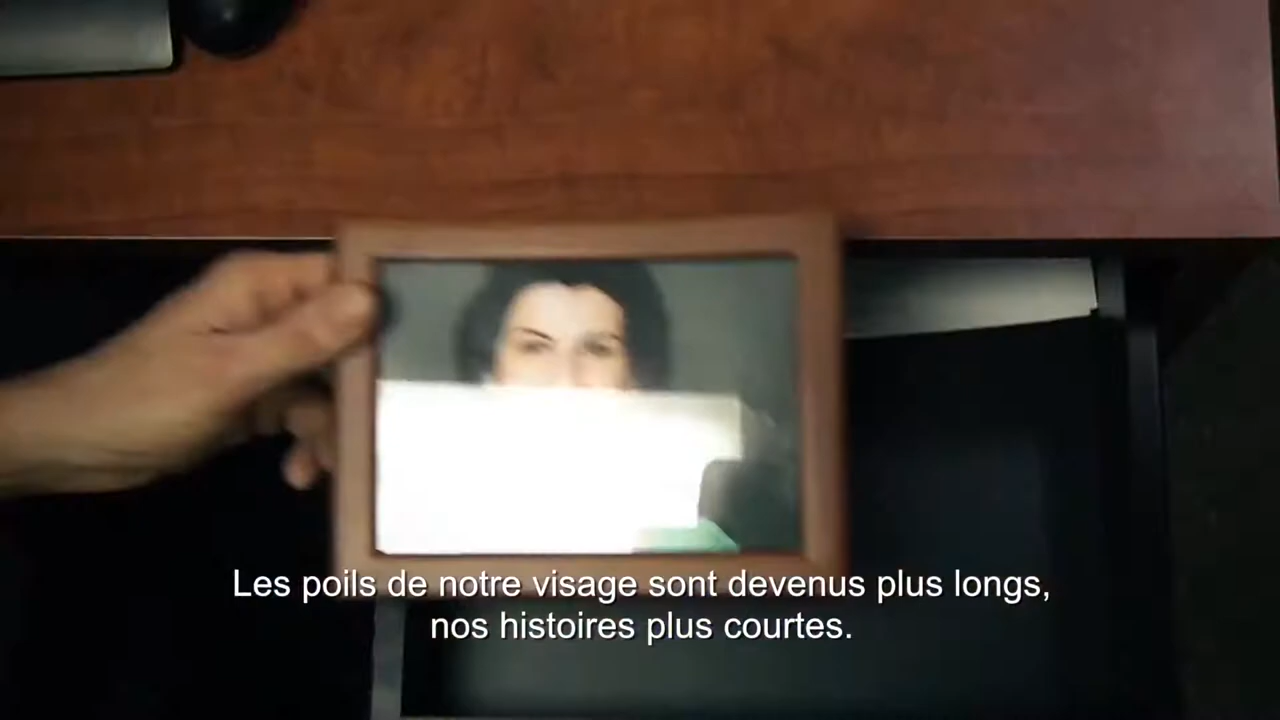 Les poils de notre visage sont devenus plus longs,
nos histoires plus courtes.